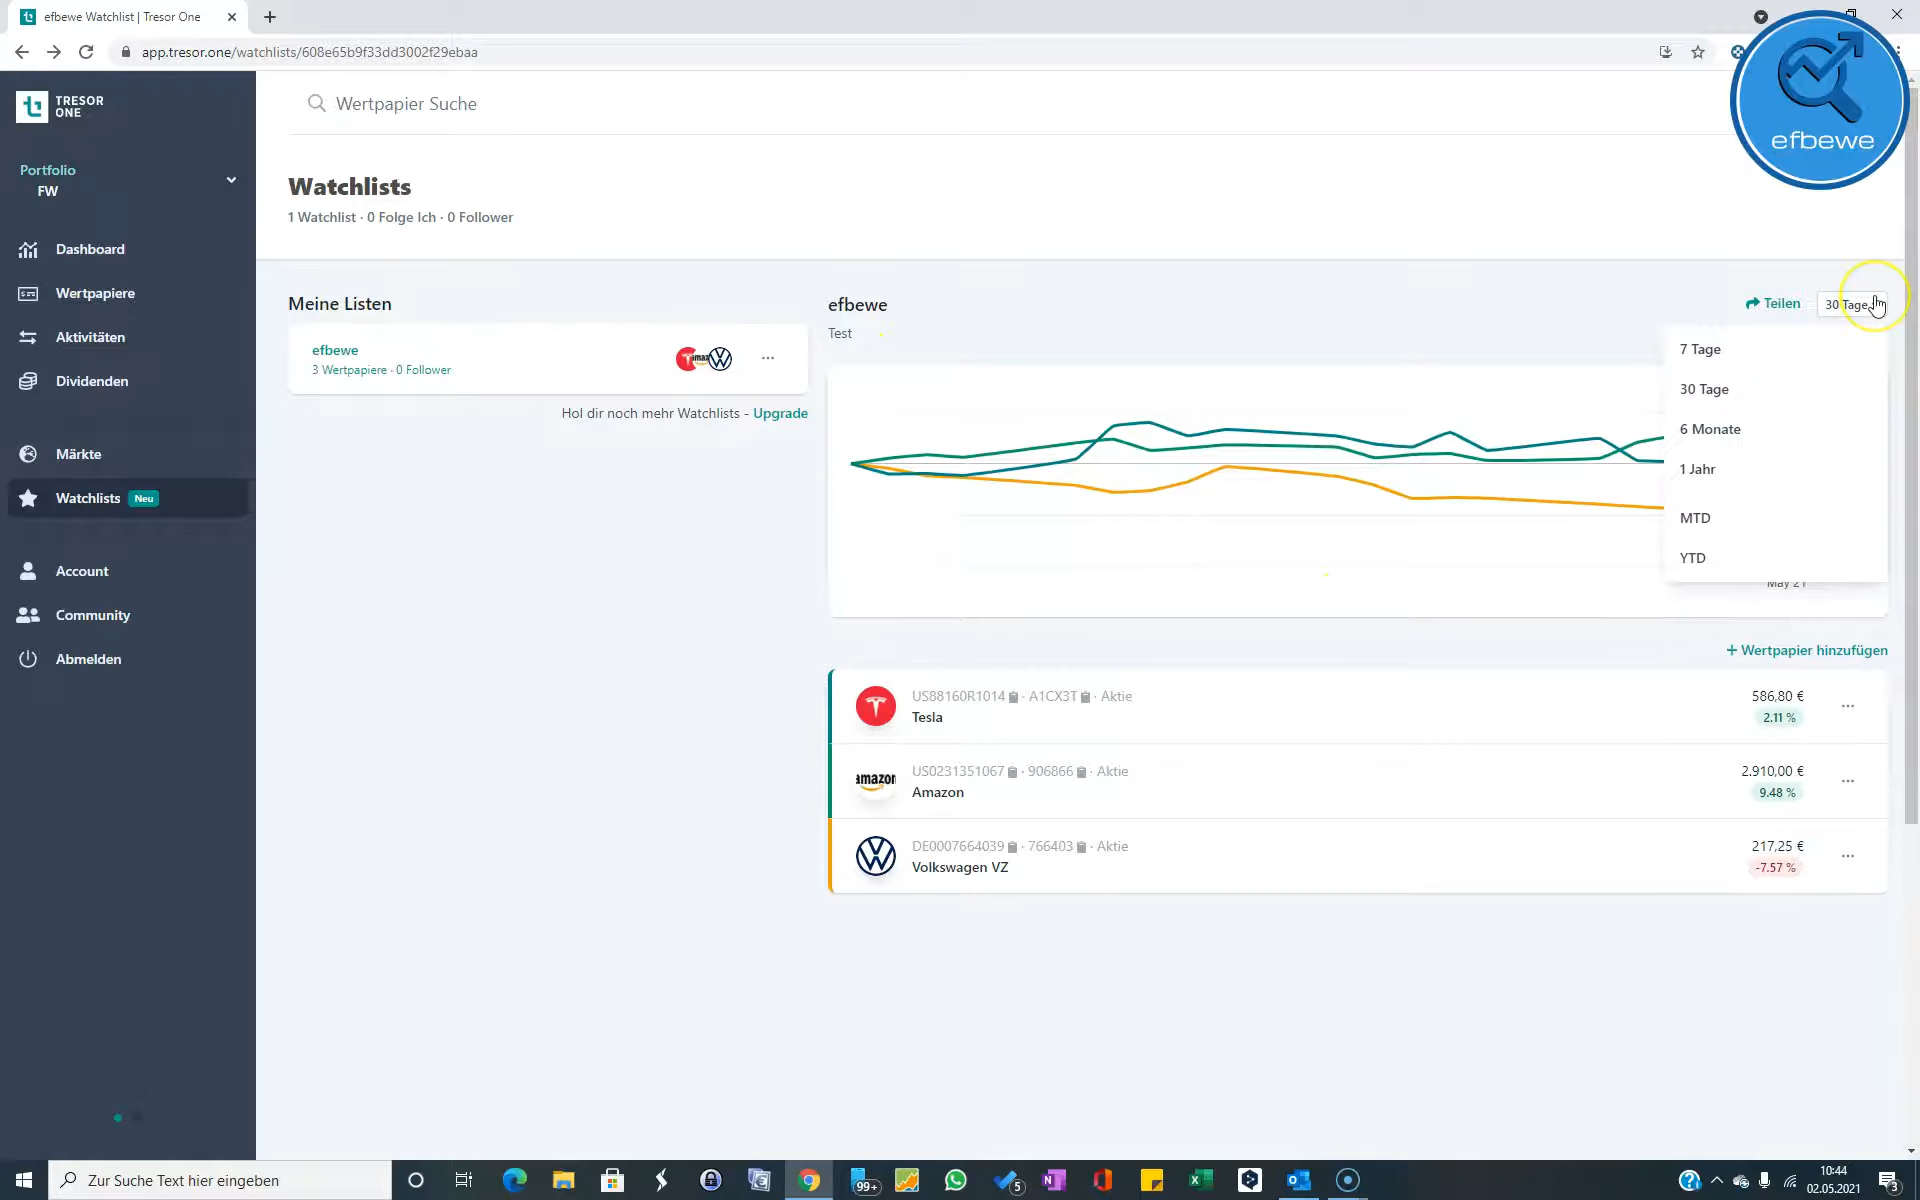 efbewe Watchlist | Tresor One
app.tresor.one/watchlists/608e65b9f33dd3002f29ebaa
efbewe
TRESOR
ONE
Wertpapier Suche
Portfolio
FW
Watchlists
1 Watchlist · 0 Folge Ich · 0 Follower
Dashboard
Wertpapiere
Aktivitäten
Dividenden
Märkte
Watchlists Neu
Account
Community
Abmelden
Meine Listen
efbewe
3 Wertpapiere · 0 Follower
amaz
Hol dir noch mehr Watchlists - Upgrade
efbewe
Test
Teilen
30 Tage
7 Tage
30 Tage
6 Monate
1 Jahr
MTD
YTD
May 21
+ Wertpapier hinzufügen
US88160R1014 · A1CX3T · Aktie
Tesla
586,80 €
2.11 %
amazon
US0231351067 · 906866 · Aktie
Amazon
2.910,00 €
9.48 %
DE0007664039 · 766403 · Aktie
Volkswagen VZ
217,25 €
-7.57 %
Zur Suche Text hier eingeben
99+
5
10:44
02.05.2021
3